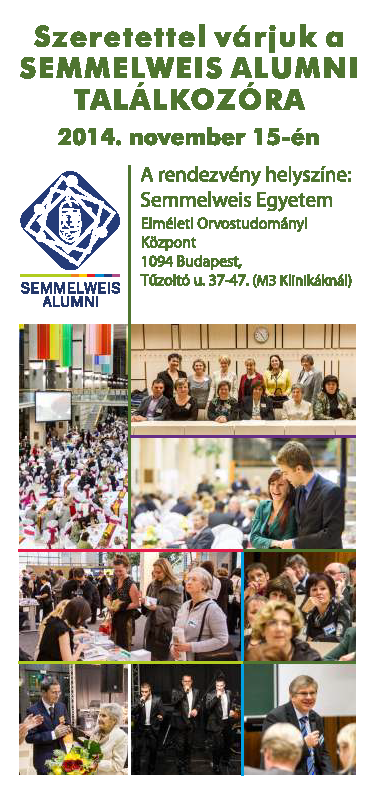 Szeretettel várjuk a
SEMMELWEIS ALUMNI
TALÁLKOZÓRA
2014. november 15-én
A rendezvény helyszíne:
Semmelweis Egyetem
Elméleti Orvostudományi
Központ
1094 Budapest,
Tűzoltó u. 37-47. (M3 Klinikáknál)
SEMMELWEIS
ALUMNI